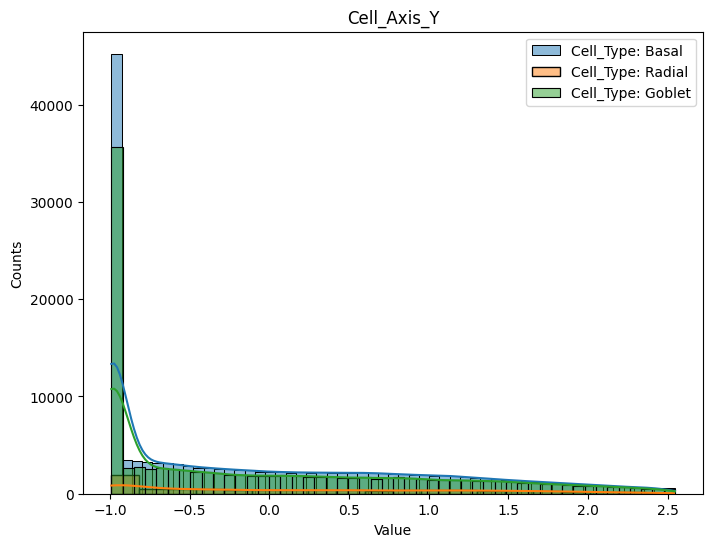 Cell_Axis_Y
Cell_Type: Basal
Cell_Type: Radial
Cell_Type: Goblet
Counts
40000
30000
20000
10000
0
−1.0 −0.5 0.0 0.5 1.0 1.5 2.0 2.5
Value